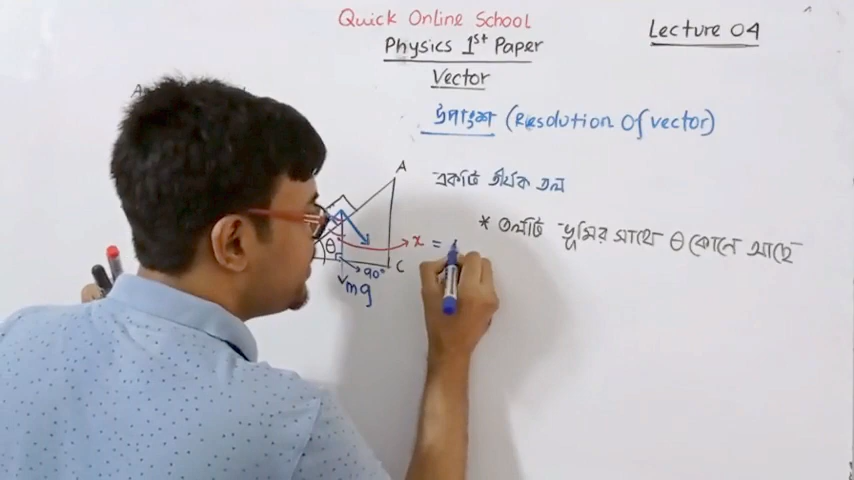 Quick Online School
Lecture 04
Physics 1st Paper
Vector
উপাংশ (Resolution Of vector)
একটি তীর্যক তল
* তলটি ভূমির সাথে θ কোনে আছে
A
θ
x =
90°
C
mg